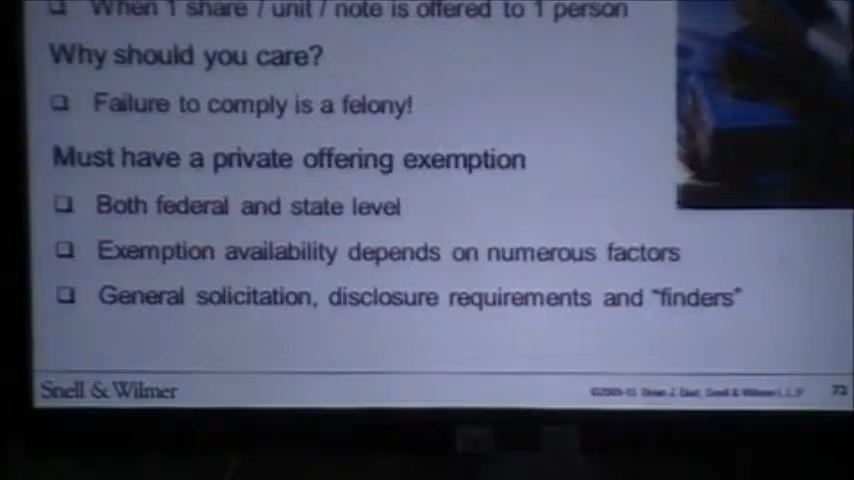 When 1 share / unit / note is offered to 1 person
Why should you care?
❑ Failure to comply is a felony!
Must have a private offering exemption
❑ Both federal and state level
❑ Exemption availability depends on numerous factors
❑ General solicitation, disclosure requirements and "finders"
Snell & Wilmer
Snell & Wilmer L.L.P